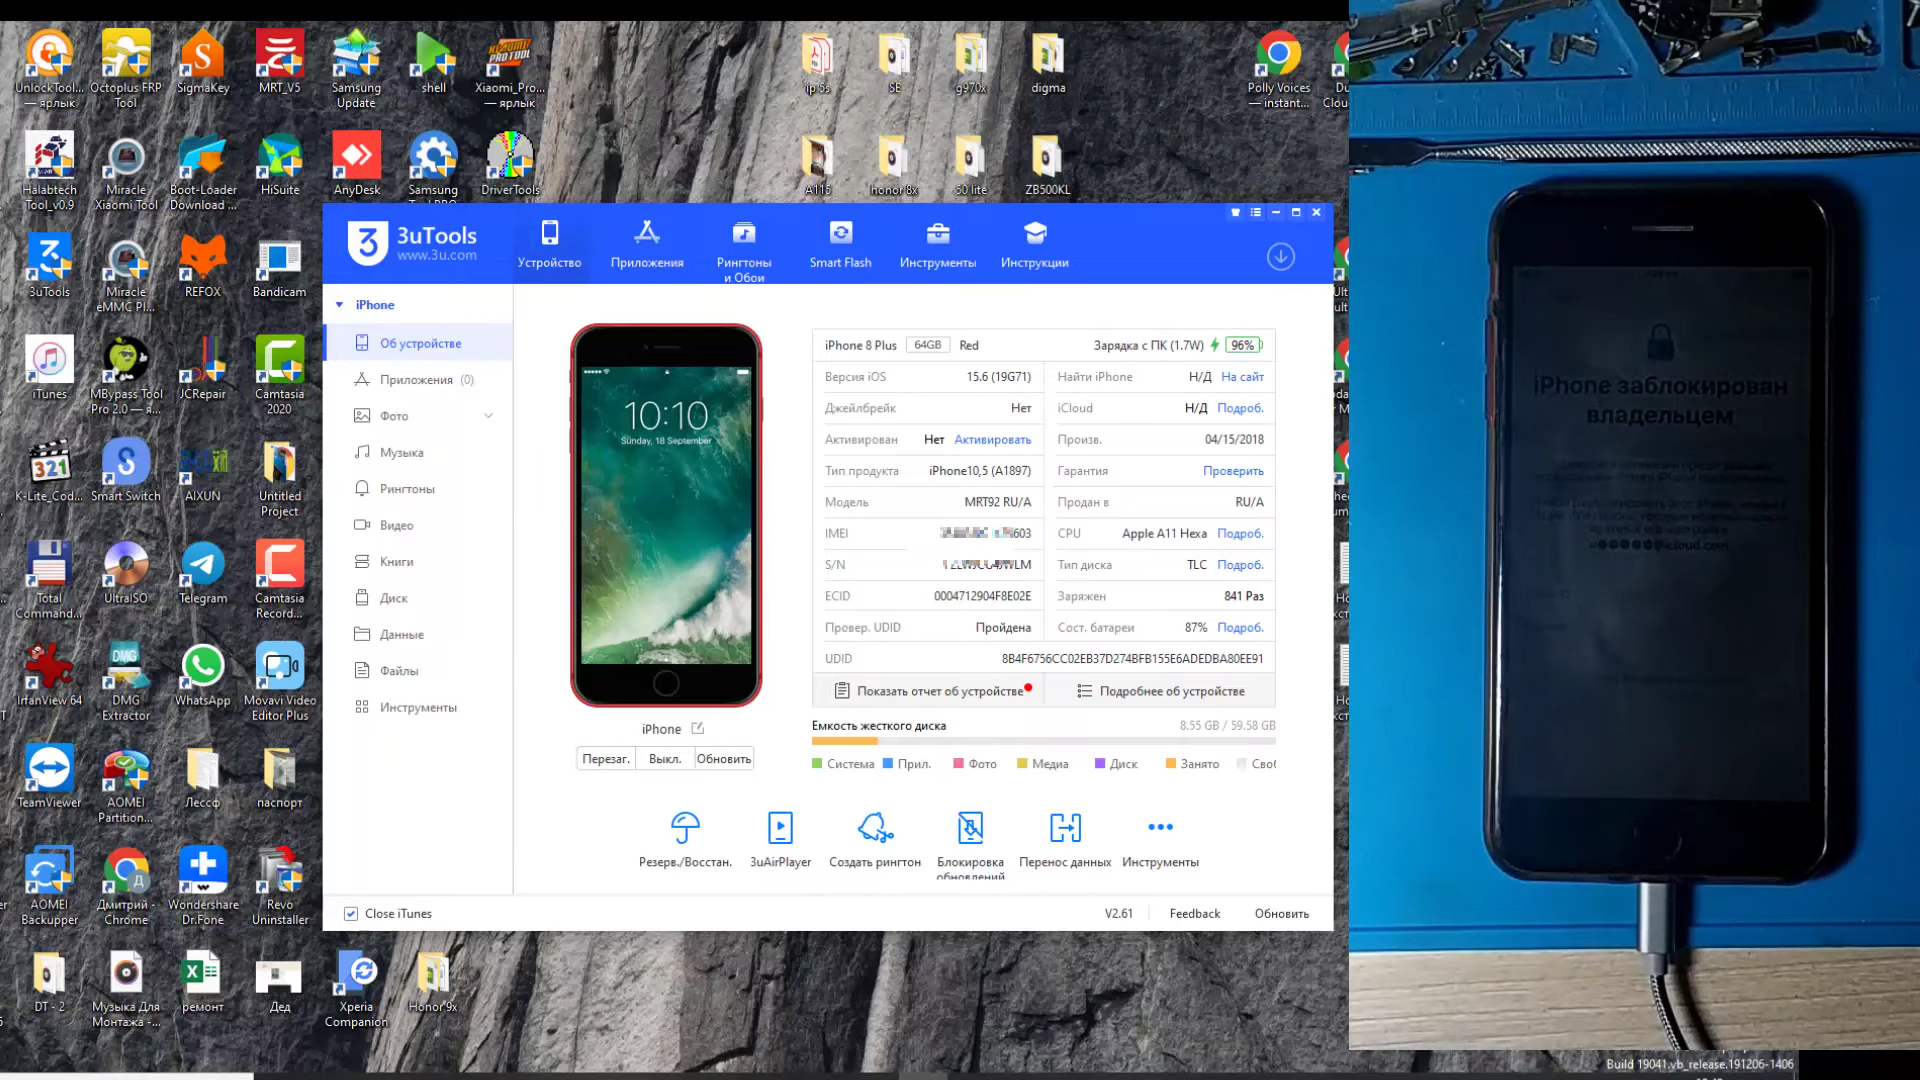 UnlockTool...
— ярлык
Octoplus FRP
Tool
SigmaKey
MRT_V5
Samsung
Update
shell
Xiaomi_Pro...
— ярлык
ip 5s
SE
g970x
digma
Polly Voices
— instant...
Halabtech
Tool_v0.9
Miracle
Xiaomi Tool
Boot-Loader
Download ...
HiSuite
AnyDesk
Samsung
DriverTools
A115
honor 8x
50 lite
ZB500KL
3uTools
Miracle
eMMC Pl...
REFOX
Bandicam
iTunes
MBypass Tool
Pro 2.0 — я...
JCRepair
Camtasia
2020
K-Lite_Cod...
Smart Switch
AIXUN
Untitled
Project
Total
Command...
UltraISO
Telegram
Camtasia
Record...
IrfanView 64
DMG
Extractor
WhatsApp
Movavi Video
Editor Plus
TeamViewer
AOMEI
Partition...
Лессф
паспорт
AOMEI
Backupper
Дмитрий -
Chrome
Wondershare
Dr.Fone
Revo
Uninstaller
DT - 2
Музыка Для
Монтажа -...
ремонт
Дед
Xperia
Companion
Honor 9x
3uTools
www.3u.com
Устройство
Приложения
Рингтоны
и Обои
Smart Flash
Инструменты
Инструкции
iPhone
Об устройстве
Приложения (0)
Фото
Музыка
Рингтоны
Видео
Книги
Диск
Данные
Файлы
Инструменты
10:10
Sunday, 18 September
iPhone
Перезаг.
Выкл.
Обновить
iPhone 8 Plus 64GB Red
Зарядка с ПК (1.7W) 96%
Версия iOS 15.6 (19G71)
Найти iPhone Н/Д На сайт
Джейлбрейк Нет
iCloud Н/Д Подроб.
Активирован Нет Активировать
Произв. 04/15/2018
Тип продукта iPhone10,5 (A1897)
Гарантия Проверить
Модель MRT92 RU/A
Продан в RU/A
IMEI 603
CPU Apple A11 Hexa Подроб.
S/N
Тип диска TLC Подроб.
ECID 0004712904F8E02E
Заряжен 841 Раз
Провер. UDID Пройдена
Сост. батареи 87% Подроб.
UDID 8B4F6756CC02EB37D274BFB155E6ADEDBA80EE91
Показать отчет об устройстве
Подробнее об устройстве
Емкость жесткого диска 8.55 GB / 59.58 GB
Система
Прил.
Фото
Медиа
Диск
Занято
Резерв./Восстан.
3uAirPlayer
Создать рингтон
Блокировка
обновлений
Перенос данных
Инструменты
Close iTunes
V2.61
Feedback
Обновить
iPhone заблокирован
владельцем
Build 19041.vb_release.191206-1406